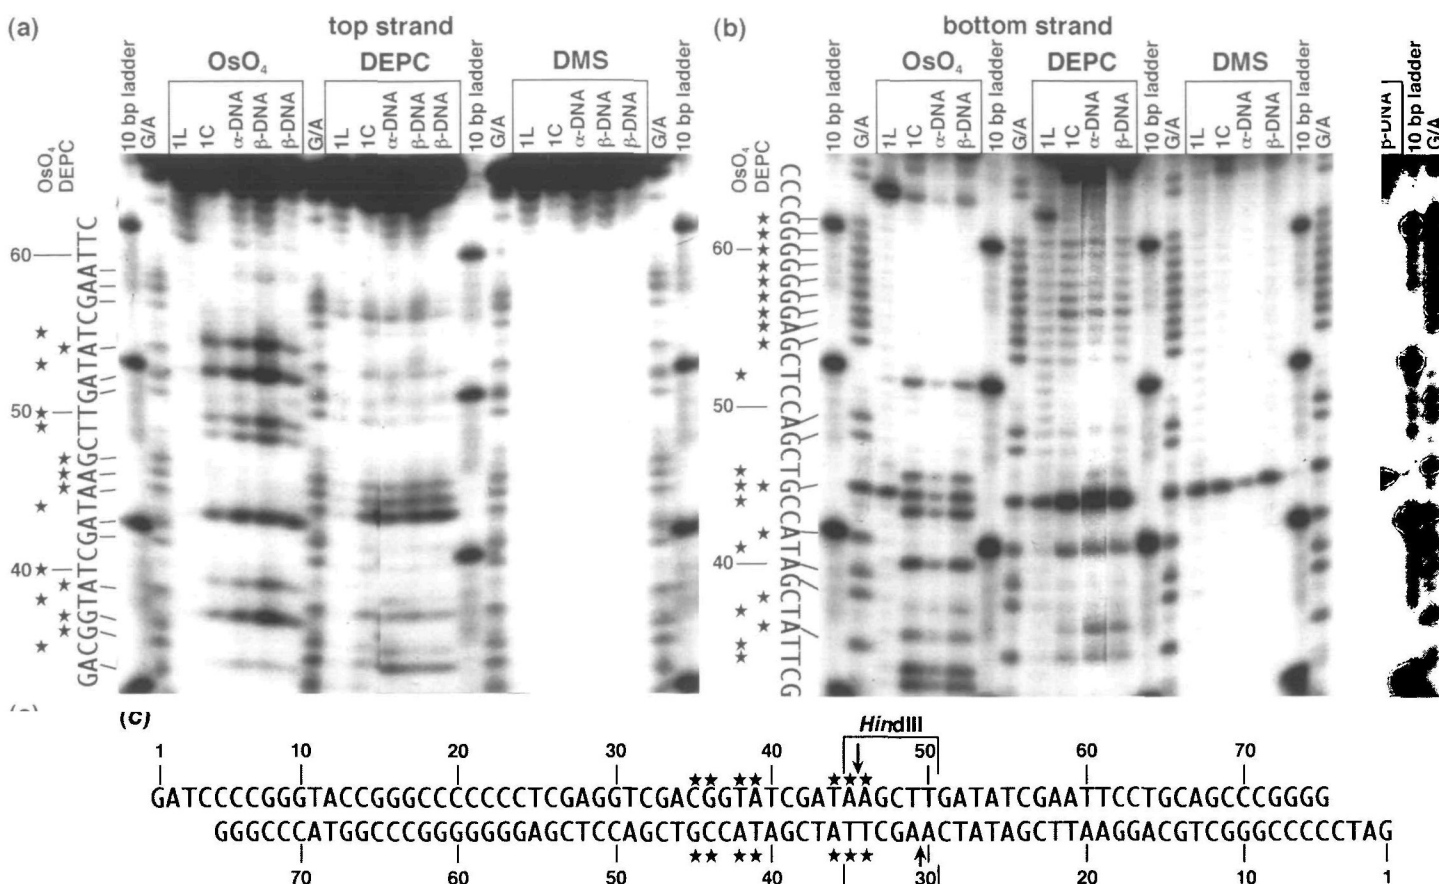 (a)
top strand
OsO₄
DEPC
DMS
10 bp ladder
G/A
1L
1C
α-DNA
β-DNA
β-DNA
G/A
1L
1C
α-DNA
β-DNA
β-DNA
10 bp ladder
G/A
1L
1C
α-DNA
β-DNA
β-DNA
G/A
10 bp ladder
OsO₄
DEPC
60
50
40
GACGGTATCGATAAGCTTGATATCGAATTC
(b)
bottom strand
OsO₄
DEPC
DMS
10 bp ladder
G/A
1L
1C
α-DNA
β-DNA
10 bp ladder
G/A
1L
1C
α-DNA
β-DNA
10 bp ladder
G/A
1L
1C
α-DNA
β-DNA
10 bp ladder
G/A
OsO₄
DEPC
60
50
40
CCCGGGGGGGAGCTCCAGCTGCCATAGCTATTCG
β-DNA
10 bp ladder
G/A
(c)
HindIII
1 10 20 30 40 50 60 70
GATCCCCGGGTACCGGGCCCCCCCTCGAGGTCGACGGTATCGATAAGCTTGATATCGAATTCCTGCAGCCCGGGG
GGGCCCATGGCCCGGGGGGGAGCTCCAGCTGCCATAGCTATTCGAACTATAGCTTAAGGACGTCGGGCCCCCTAG
70 60 50 40 30 20 10 1